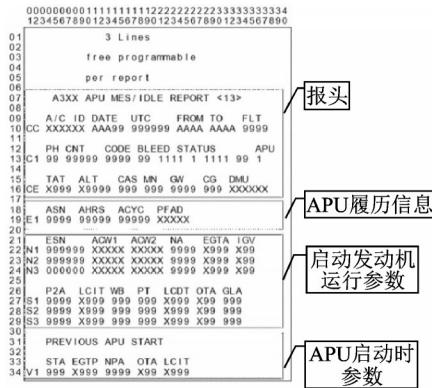 0000000001111111111222222222233333333334
1234567890123456789012345678901234567890
01 3 Lines
02
03 free programmable
04
05 per report
06
07 A3XX APU MES/IDLE REPORT <13>
08
09 A/C ID DATE UTC FROM TO FLT
10 CC XXXXXX AAA99 999999 AAAA AAAA 9999
11
12 PH CNT CODE BLEED STATUS APU
13 C1 99 99999 9999 99 1111 1 1111 99 1
14
15 TAT ALT CAS MN GW CG DMU
16 CE X999 X9999 999 999 9999 999 XXXXXX
17
18 ASN AHRS ACYC PFAD
19 E1 9999 99999 99999 XXXXX
20
21 ESN ACW1 ACW2 NA EGTA IGV
22 N1 999999 XXXXX XXXXX 9999 X999 X99
23 N2 999999 XXXXX XXXXX 9999 X999 X99
24 N3 000000 XXXXX XXXXX 9999 X999 X99
25
26 P2A LCIT WB PT LCDT OTA GLA
27 S1 9999 X999 999 999 X999 X99 999
28 S2 9999 X999 999 999 X999 X99 999
29 S3 9999 X999 999 999 X999 X99 999
30
31 PREVIOUS APU START
32
33 STA EGTP NPA OTA LCIT
34 V1 999 X999 9999 X99 X999
报头
APU履历信息
启动发动机
运行参数
APU启动时
参数